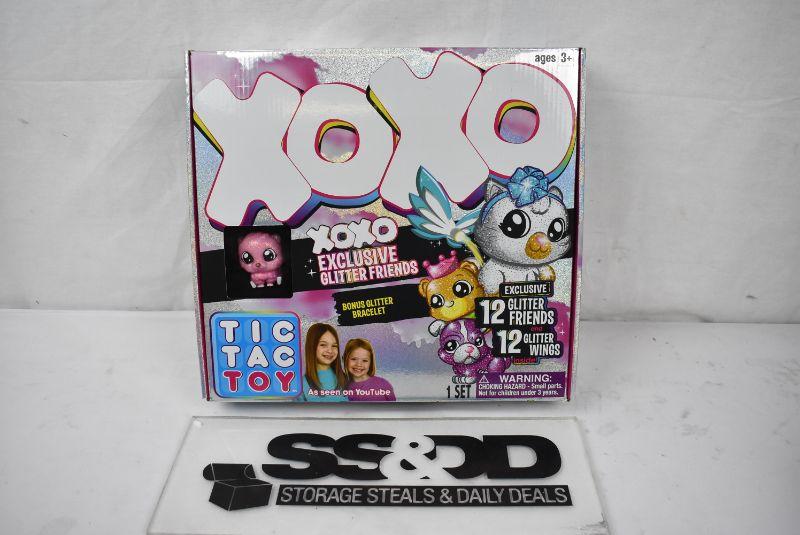 ages 3+
XOXO
XOXO
EXCLUSIVE
GLITTER FRIENDS
BONUS GLITTER
BRACELET
EXCLUSIVE
12 GLITTER
FRIENDS
and
12 GLITTER
WINGS
inside!
TIC
TAC
TOY
As seen on YouTube
1 SET
WARNING:
CHOKING HAZARD - Small parts.
Not for children under 3 years.
SS&DD
STORAGE STEALS & DAILY DEALS